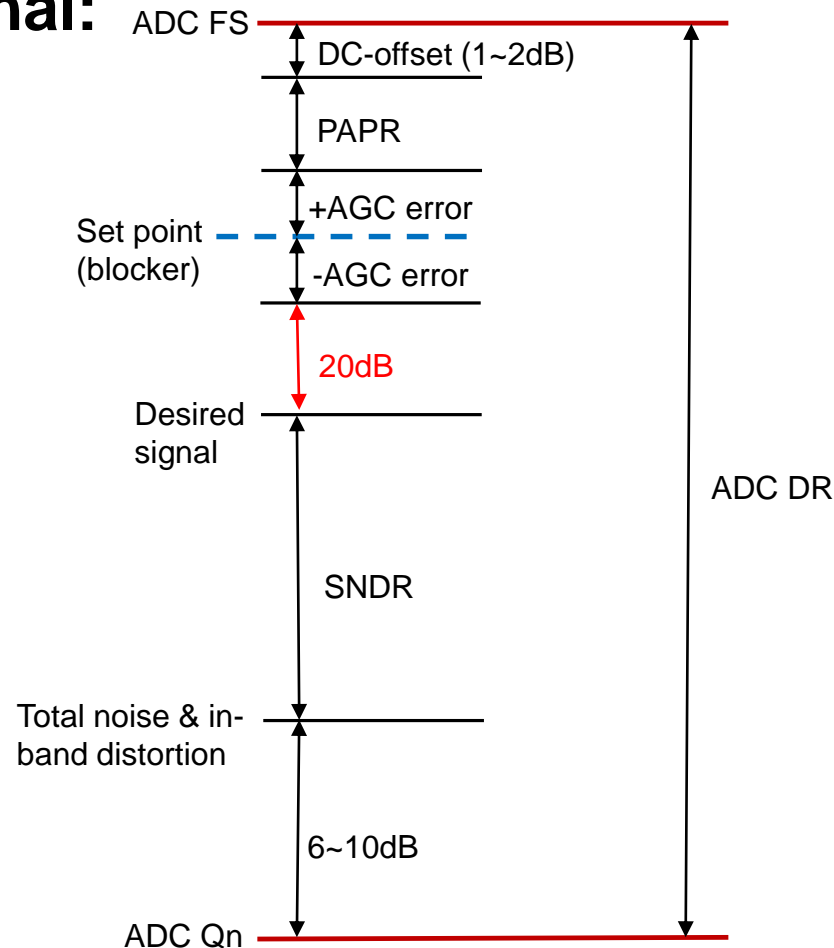 nal:
ADC FS
DC-offset (1~2dB)
PAPR
+AGC error
Set point
(blocker)
-AGC error
20dB
Desired
signal
ADC DR
SNDR
Total noise & in-
band distortion
6~10dB
ADC Qn